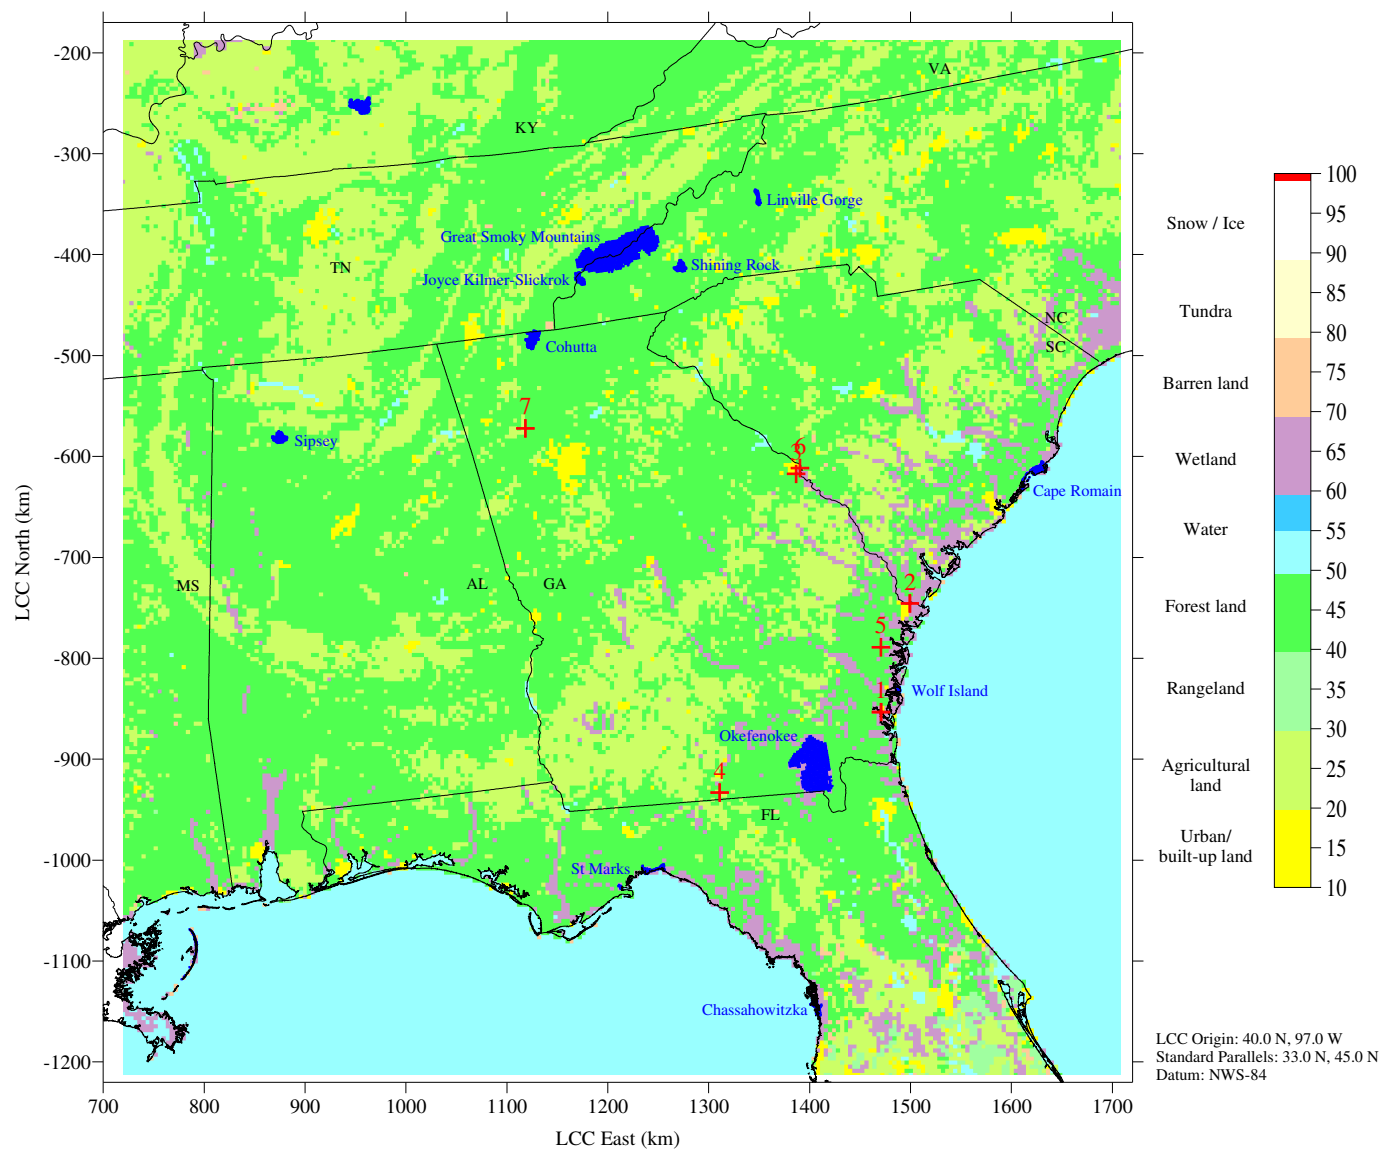 -200
-300
-400
-500
-600
-700
-800
-900
-1000
-1100
-1200
LCC North (km)
700 800 900 1000 1100 1200 1300 1400 1500 1600 1700
LCC East (km)
VA
KY
Linville Gorge
Great Smoky Mountains
TN
Shining Rock
Joyce Kilmer-Slickrok
NC
SC
Cohutta
7
Sipsey
6
Cape Romain
MS
AL
GA
2
5
1
Wolf Island
Okefenokee
4
FL
St Marks
Chassahowitzka
100
95
90
85
80
75
70
65
60
55
50
45
40
35
30
25
20
15
10
Snow / Ice
Tundra
Barren land
Wetland
Water
Forest land
Rangeland
Agricultural
land
Urban/
built-up land
LCC Origin: 40.0 N, 97.0 W
Standard Parallels: 33.0 N, 45.0 N
Datum: NWS-84